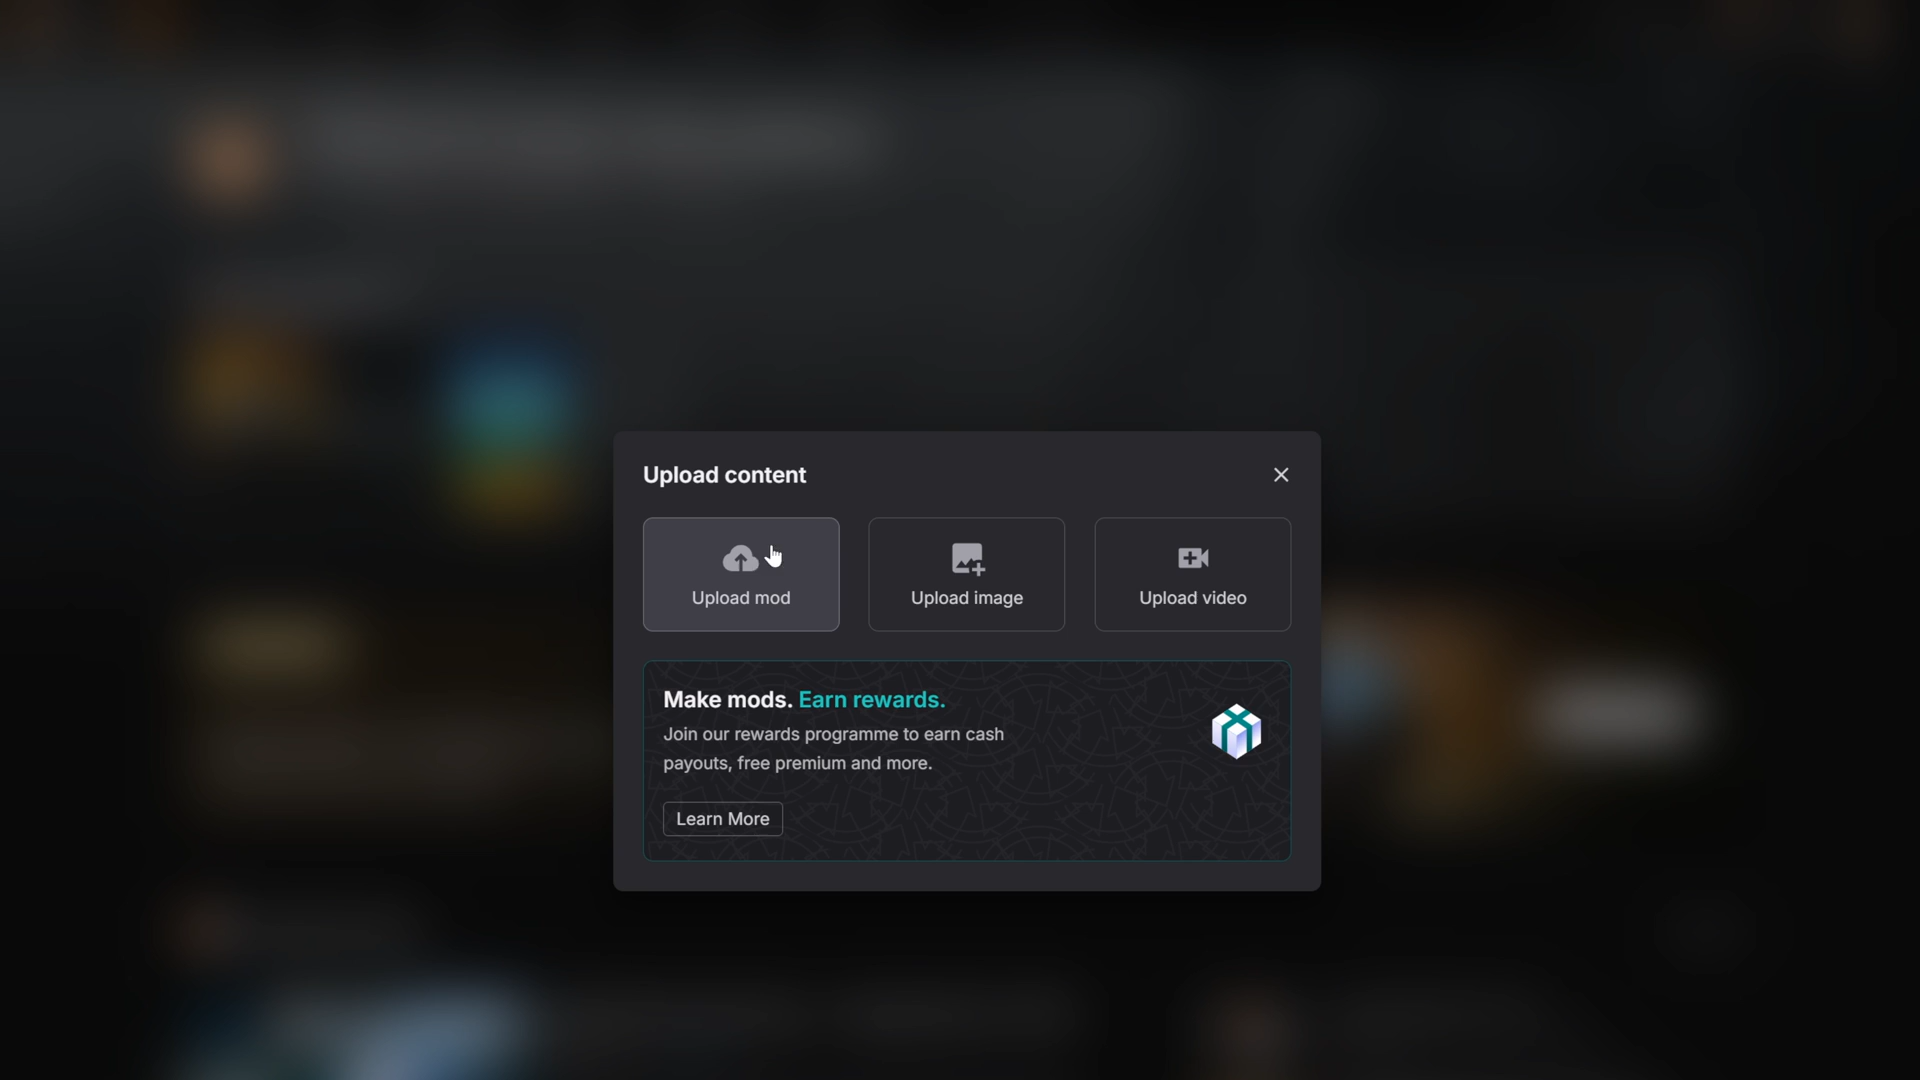 Upload content
Upload mod
Upload image
Upload video
Make mods. Earn rewards.
Join our rewards programme to earn cash
payouts, free premium and more.
Learn More